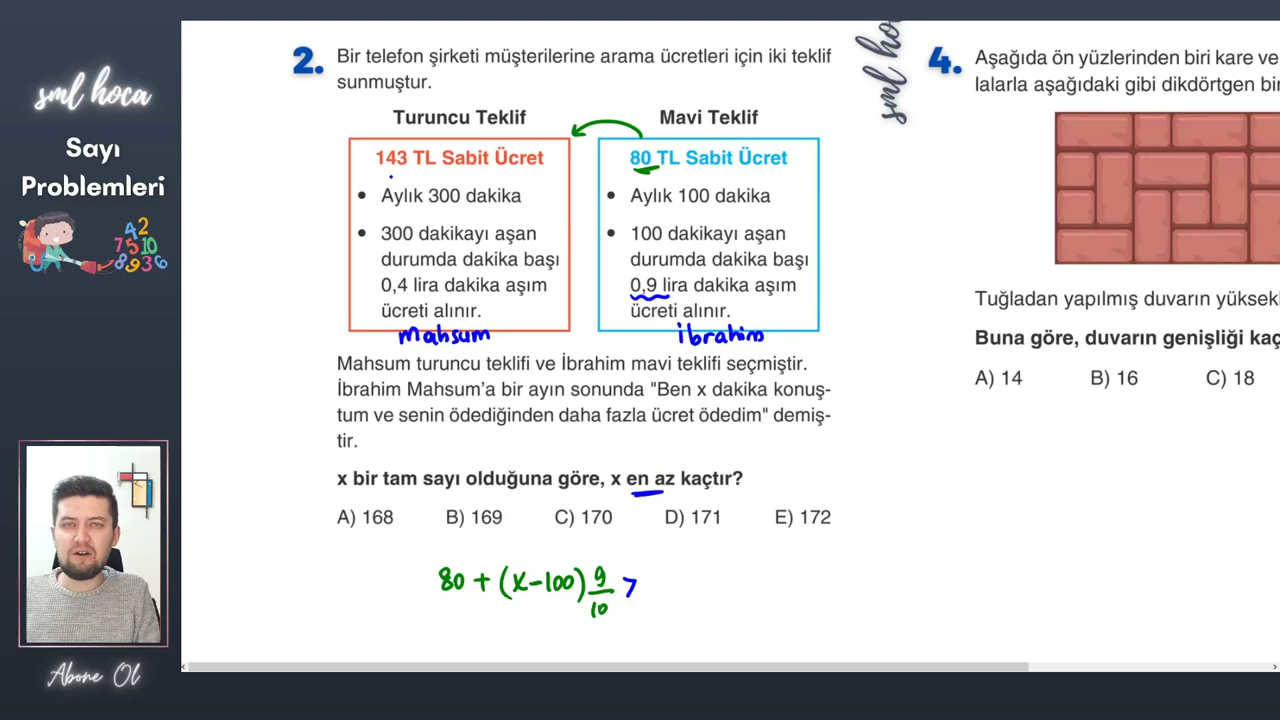 sml hoca
Sayı
Problemleri
Abone Ol
2.
Bir telefon şirketi müşterilerine arama ücretleri için iki teklif
sunmuştur.
Turuncu Teklif
143 TL Sabit Ücret
• Aylık 300 dakika
• 300 dakikayı aşan
durumda dakika başı
0,4 lira dakika aşım
ücreti alınır.
Mahsum
Mavi Teklif
80 TL Sabit Ücret
• Aylık 100 dakika
• 100 dakikayı aşan
durumda dakika başı
0,9 lira dakika aşım
ücreti alınır.
İbrahim
Mahsum turuncu teklifi ve İbrahim mavi teklifi seçmiştir.
İbrahim Mahsum'a bir ayın sonunda "Ben x dakika konuş-
tum ve senin ödediğinden daha fazla ücret ödedim" demiş-
tir.
x bir tam sayı olduğuna göre, x en az kaçtır?
A) 168 B) 169 C) 170 D) 171 E) 172
80 + (x-100) 9/10 >
sml ho
4.
Aşağıda ön yüzlerinden biri kare ve
lalarla aşağıdaki gibi dikdörtgen bir
Tuğladan yapılmış duvarın yüksekl
Buna göre, duvarın genişliği kaç
A) 14 B) 16 C) 18